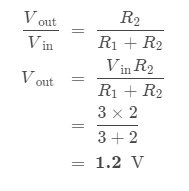 V_out / V_in = R_2 / (R_1 + R_2)
V_out = V_in R_2 / (R_1 + R_2)
= (3 × 2) / (3 + 2)
= 1.2 V